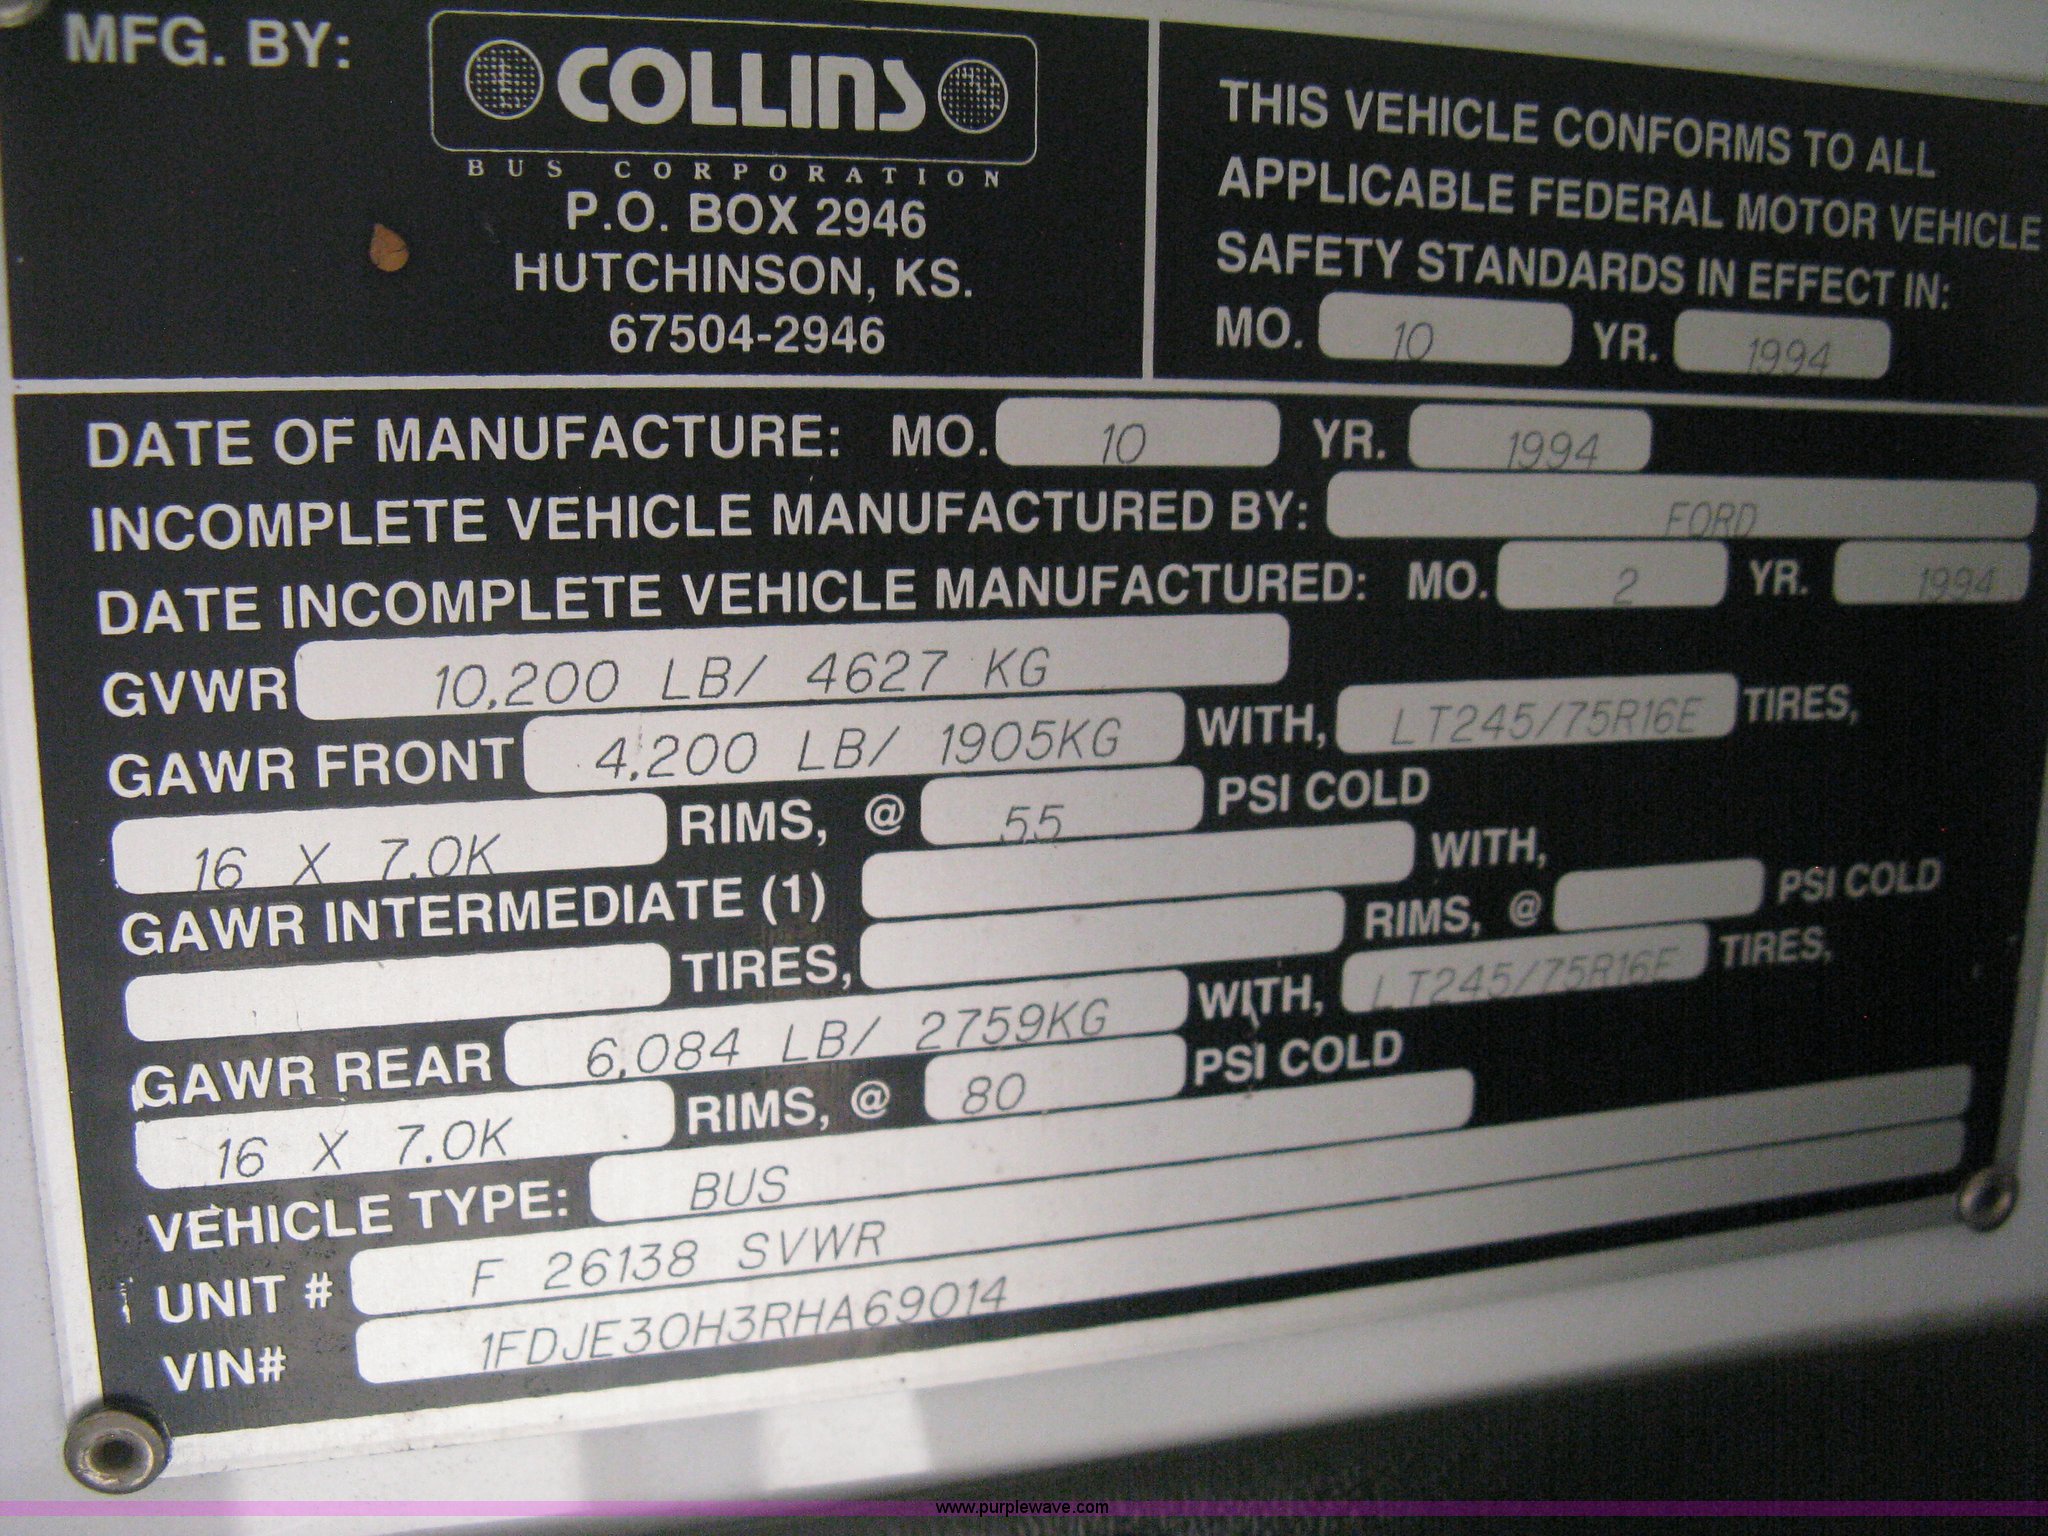 MFG. BY:
COLLINS
BUS CORPORATION
P.O. BOX 2946
HUTCHINSON, KS.
67504-2946
THIS VEHICLE CONFORMS TO ALL
APPLICABLE FEDERAL MOTOR VEHICLE
SAFETY STANDARDS IN EFFECT IN:
MO. 10 YR. 1994
DATE OF MANUFACTURE: MO. 10 YR. 1994
INCOMPLETE VEHICLE MANUFACTURED BY: FORD
DATE INCOMPLETE VEHICLE MANUFACTURED: MO. 2 YR. 1994
GVWR 10,200 LB/ 4627 KG
GAWR FRONT 4,200 LB/ 1905KG WITH, LT245/75R16E TIRES,
16 X 7.0K RIMS, @ 55 PSI COLD
GAWR INTERMEDIATE (1) WITH,
TIRES, RIMS, @ PSI COLD
GAWR REAR 6,084 LB/ 2759KG WITH, LT245/75R16E TIRES,
16 X 7.0K RIMS, @ 80 PSI COLD
VEHICLE TYPE: BUS
UNIT # F 26138 SVWR
VIN# 1FDJE30H3RHA69014
www.purplewave.com